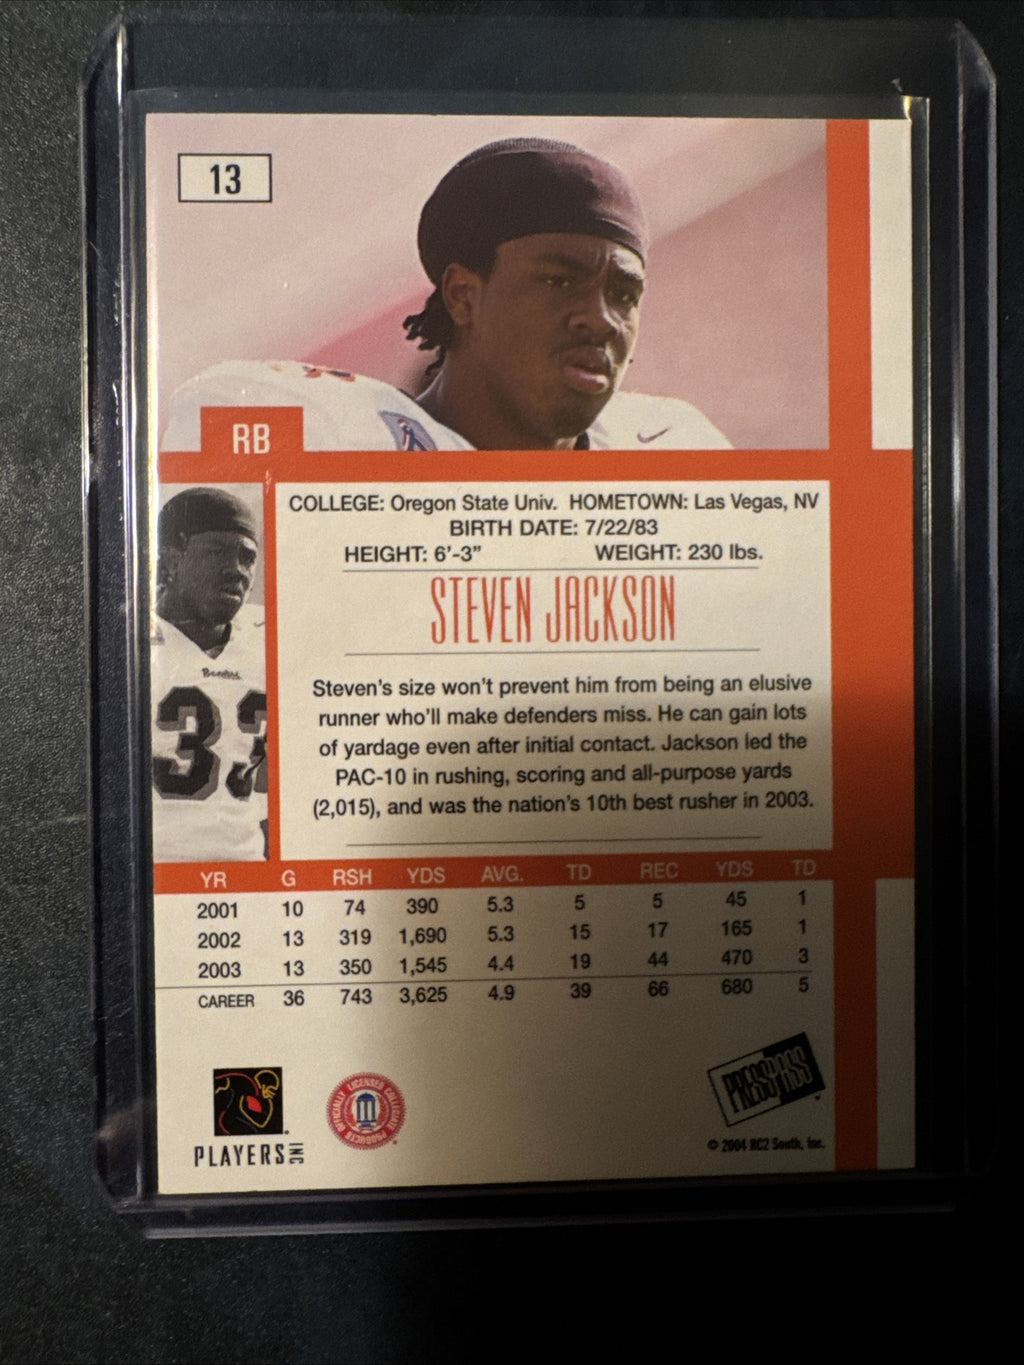 13
RB
COLLEGE: Oregon State Univ. HOMETOWN: Las Vegas, NV
BIRTH DATE: 7/22/83
HEIGHT: 6'-3" WEIGHT: 230 lbs.
STEVEN JACKSON
Steven's size won't prevent him from being an elusive
runner who'll make defenders miss. He can gain lots
of yardage even after initial contact. Jackson led the
PAC-10 in rushing, scoring and all-purpose yards
(2,015), and was the nation's 10th best rusher in 2003.
Beavers
33
YR G RSH YDS AVG. TD REC YDS TD
2001 10 74 390 5.3 5 5 45 1
2002 13 319 1,690 5.3 15 17 165 1
2003 13 350 1,545 4.4 19 44 470 3
CAREER 36 743 3,625 4.9 39 66 680 5
PLAYERS INC
OFFICIALLY LICENSED COLLEGIATE PRODUCTS
PRESS PASS
© 2004 RC2 South, Inc.